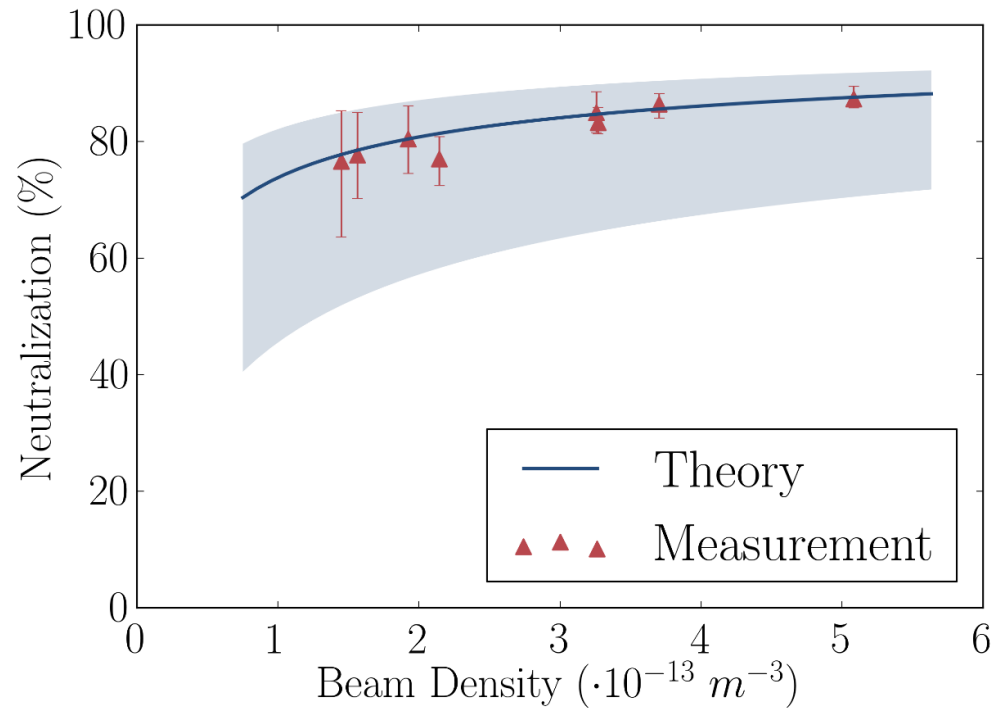 100
80
60
40
20
0
Neutralization (%)
Theory
Measurement
0 1 2 3 4 5 6
Beam Density (·10⁻¹³ m⁻³)